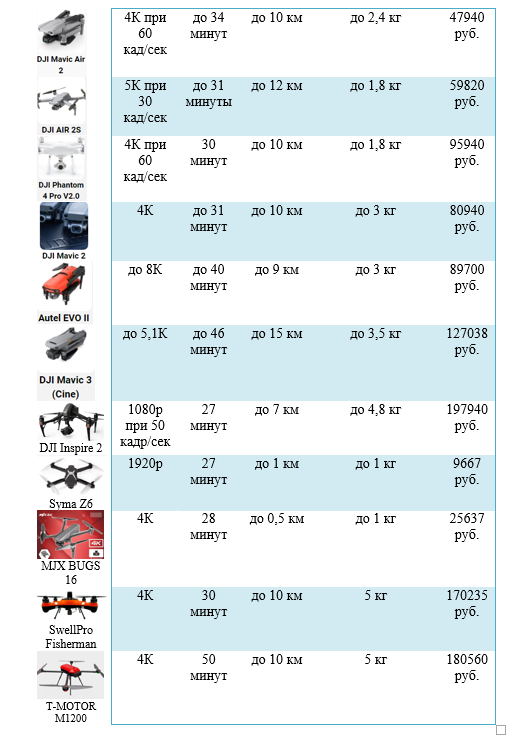 4К при 60 кад/сек до 34 минут до 10 км до 2,4 кг 47940 руб.
DJI Mavic Air 2
5К при 30 кад/сек до 31 минуты до 12 км до 1,8 кг 59820 руб.
DJI AIR 2S
4К при 60 кад/сек 30 минут до 10 км до 1,8 кг 95940 руб.
DJI Phantom 4 Pro V2.0
4К до 31 минут до 10 км до 3 кг 80940 руб.
DJI Mavic 2
до 8К до 40 минут до 9 км до 3 кг 89700 руб.
Autel EVO II
до 5,1К до 46 минут до 15 км до 3,5 кг 127038 руб.
DJI Mavic 3 (Cine)
1080p при 50 кадр/сек 27 минут до 7 км до 4,8 кг 197940 руб.
DJI Inspire 2
1920p 27 минут до 1 км до 1 кг 9667 руб.
Syma Z6
4К 28 минут до 0,5 км до 1 кг 25637 руб.
4K
MJX BUGS 16
4К 30 минут до 10 км 5 кг 170235 руб.
SwellPro Fisherman
4К 50 минут до 10 км 5 кг 180560 руб.
T-MOTOR M1200